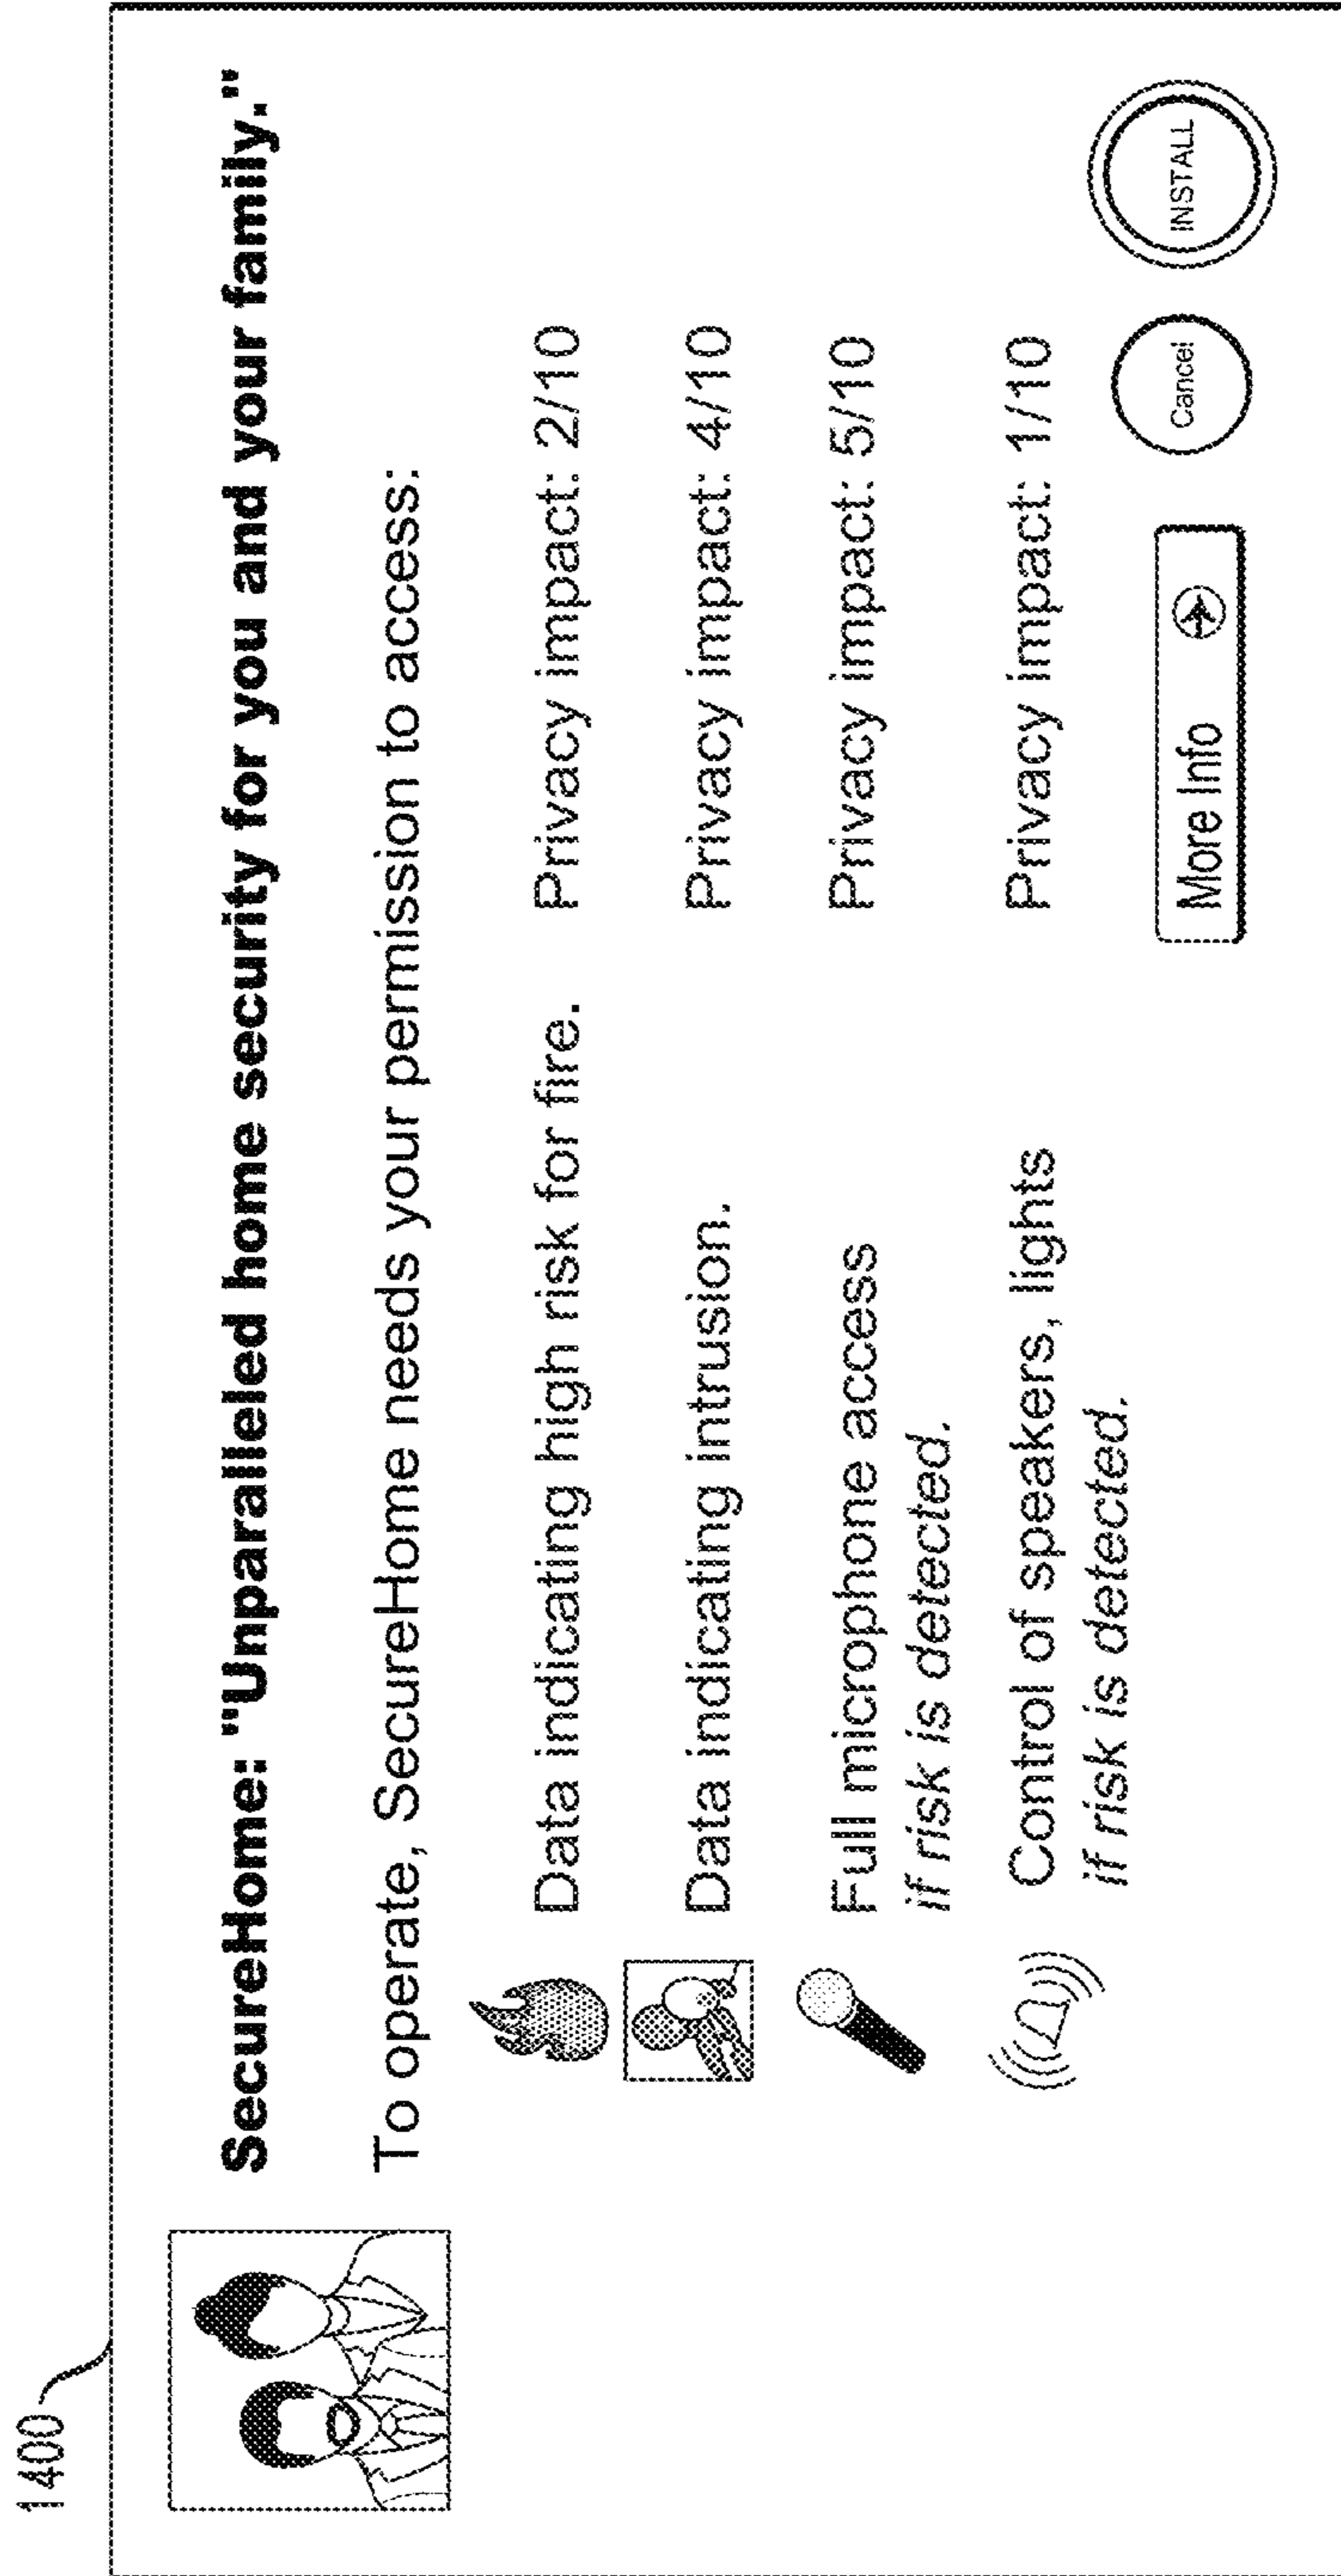 1400
SecureHome: "Unparalleled home security for you and your family."
To operate, SecureHome needs your permission to access:
Data indicating high risk for fire. Privacy impact: 2/10
Data indicating intrusion. Privacy impact: 4/10
Full microphone access Privacy impact: 5/10
if risk is detected.
Control of speakers, lights Privacy impact: 1/10
if risk is detected.
More Info
Cancel
INSTALL